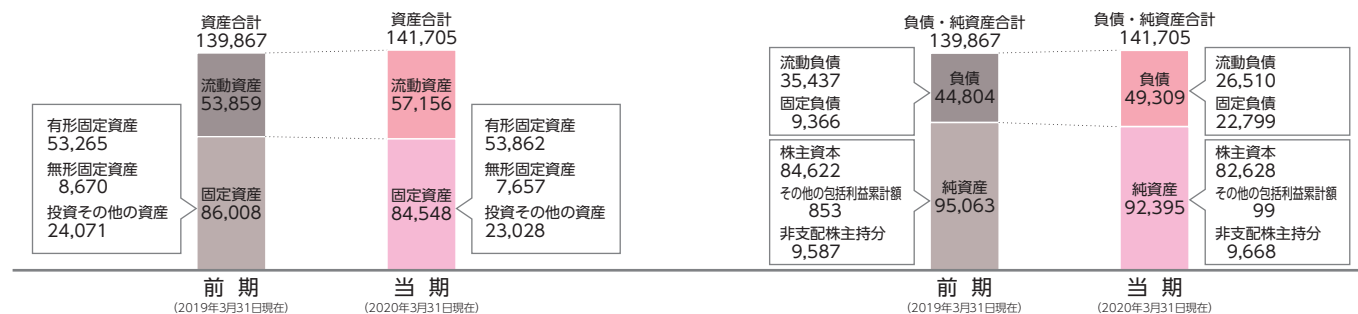 資産合計
139,867
流動資産
53,859
有形固定資産
53,265
無形固定資産
8,670
投資その他の資産
24,071
固定資産
86,008
前 期
(2019年3月31日現在)
資産合計
141,705
流動資産
57,156
固定資産
84,548
有形固定資産
53,862
無形固定資産
7,657
投資その他の資産
23,028
当 期
(2020年3月31日現在)
負債・純資産合計
139,867
流動負債
35,437
固定負債
9,366
負債
44,804
株主資本
84,622
その他の包括利益累計額
853
非支配株主持分
9,587
純資産
95,063
前 期
(2019年3月31日現在)
負債・純資産合計
141,705
負債
49,309
流動負債
26,510
固定負債
22,799
純資産
92,395
株主資本
82,628
その他の包括利益累計額
99
非支配株主持分
9,668
当 期
(2020年3月31日現在)